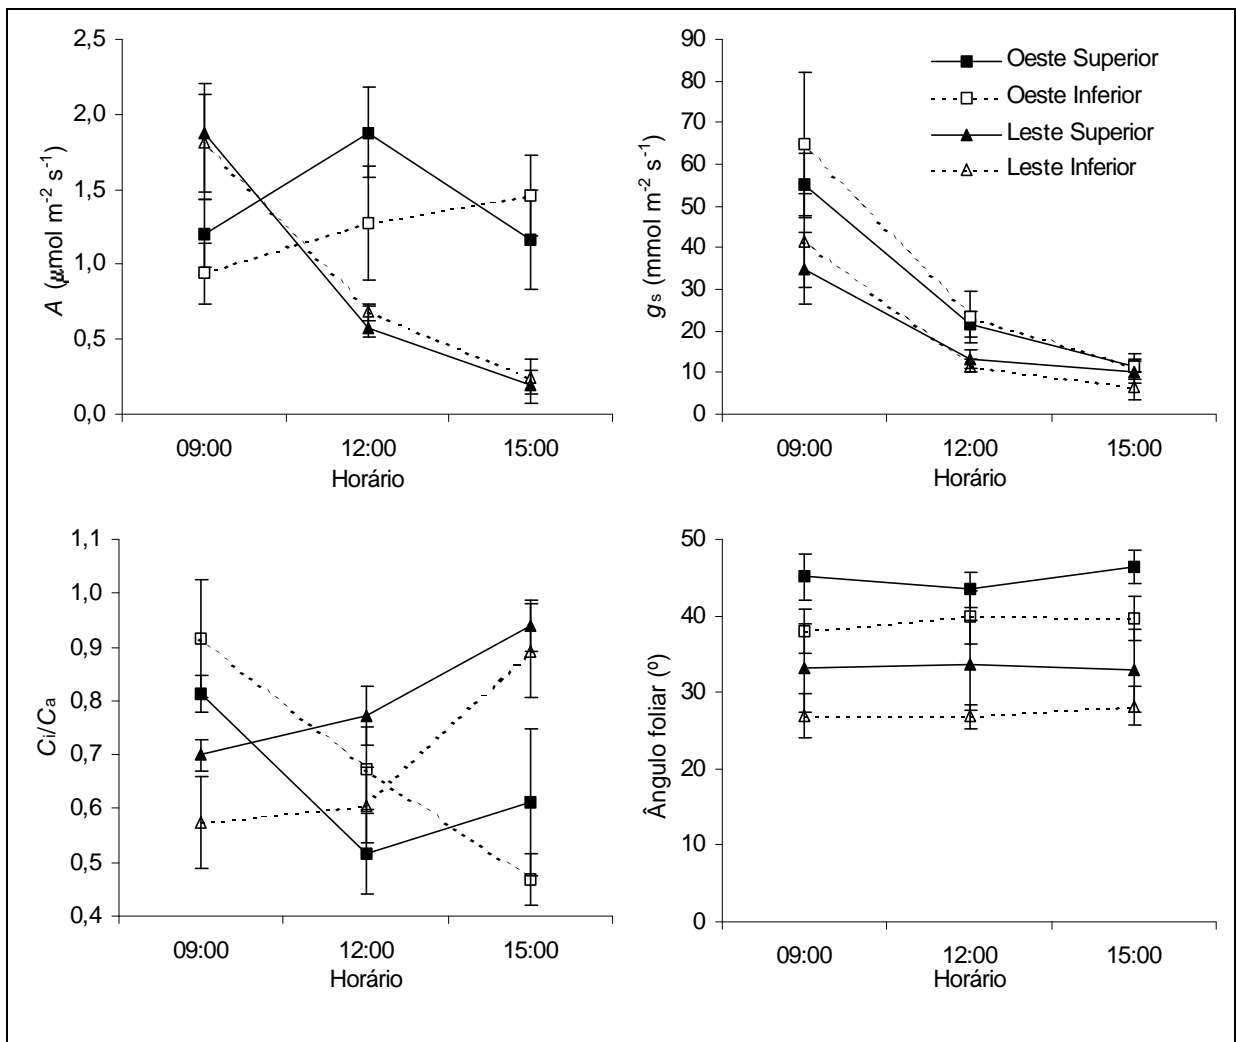 2,5
2,0
1,5
1,0
0,5
0,0
A (μmol m-2 s-1)
09:00 12:00 15:00
Horário
90
80
70
60
50
40
30
20
10
0
gs (mmol m-2 s-1)
Oeste Superior
Oeste Inferior
Leste Superior
Leste Inferior
09:00 12:00 15:00
Horário
1,1
1,0
0,9
0,8
0,7
0,6
0,5
0,4
Ci/Ca
09:00 12:00 15:00
Horário
50
40
30
20
10
0
Ângulo foliar (º)
09:00 12:00 15:00
Horário